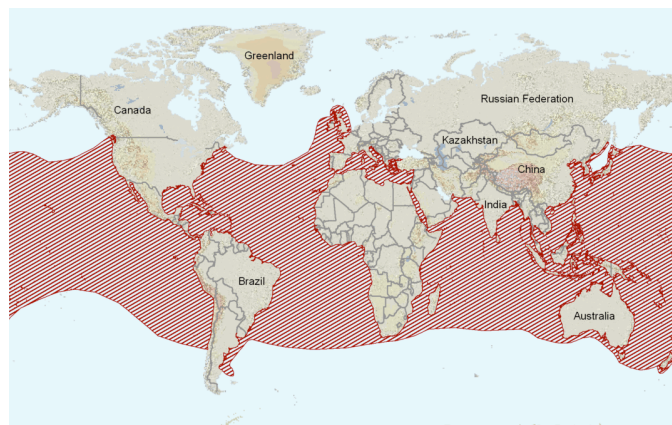 Greenland
Russian Federation
Canada
Kazakhstan
China
India
Brazil
Australia